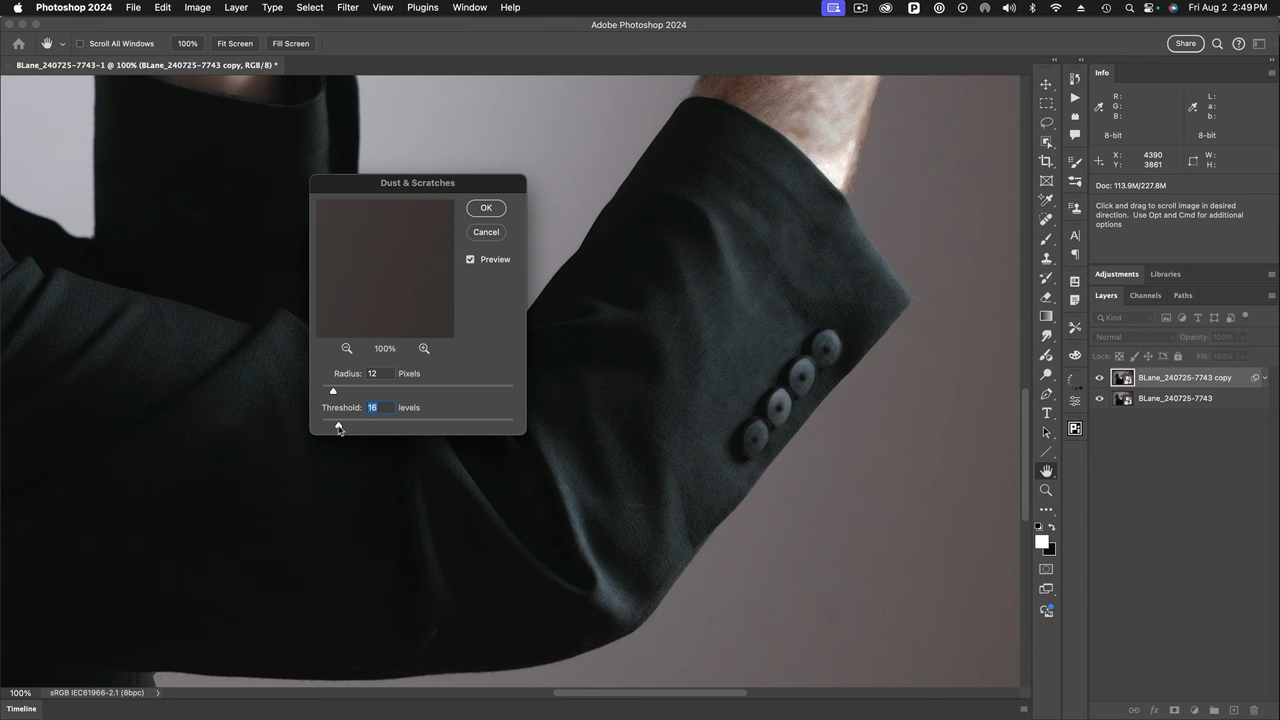 Photoshop 2024 File Edit Image Layer Type Select Filter View Plugins Window Help Fri Aug 2 2:49 PM
Adobe Photoshop 2024
Scroll All Windows 100% Fit Screen Fill Screen Share
BLane_240725-7743-1 @ 100% (BLane_240725-7743 copy, RGB/8) *
Info
R: L:
G: a:
B: b:
8-bit 8-bit
X: 4390 W:
Y: 3861 H:
Doc: 113.9M/227.8M
Click and drag to scroll image in desired
direction. Use Opt and Cmd for additional
options
Dust & Scratches
OK
Cancel
Preview
100%
Radius: 12 Pixels
Threshold: 16 levels
Adjustments Libraries
Layers Channels Paths
Kind
Normal Opacity: 100%
Lock: Fill: 100%
BLane_240725-7743 copy
BLane_240725-7743
100% sRGB IEC61966-2.1 (8bpc)
Timeline